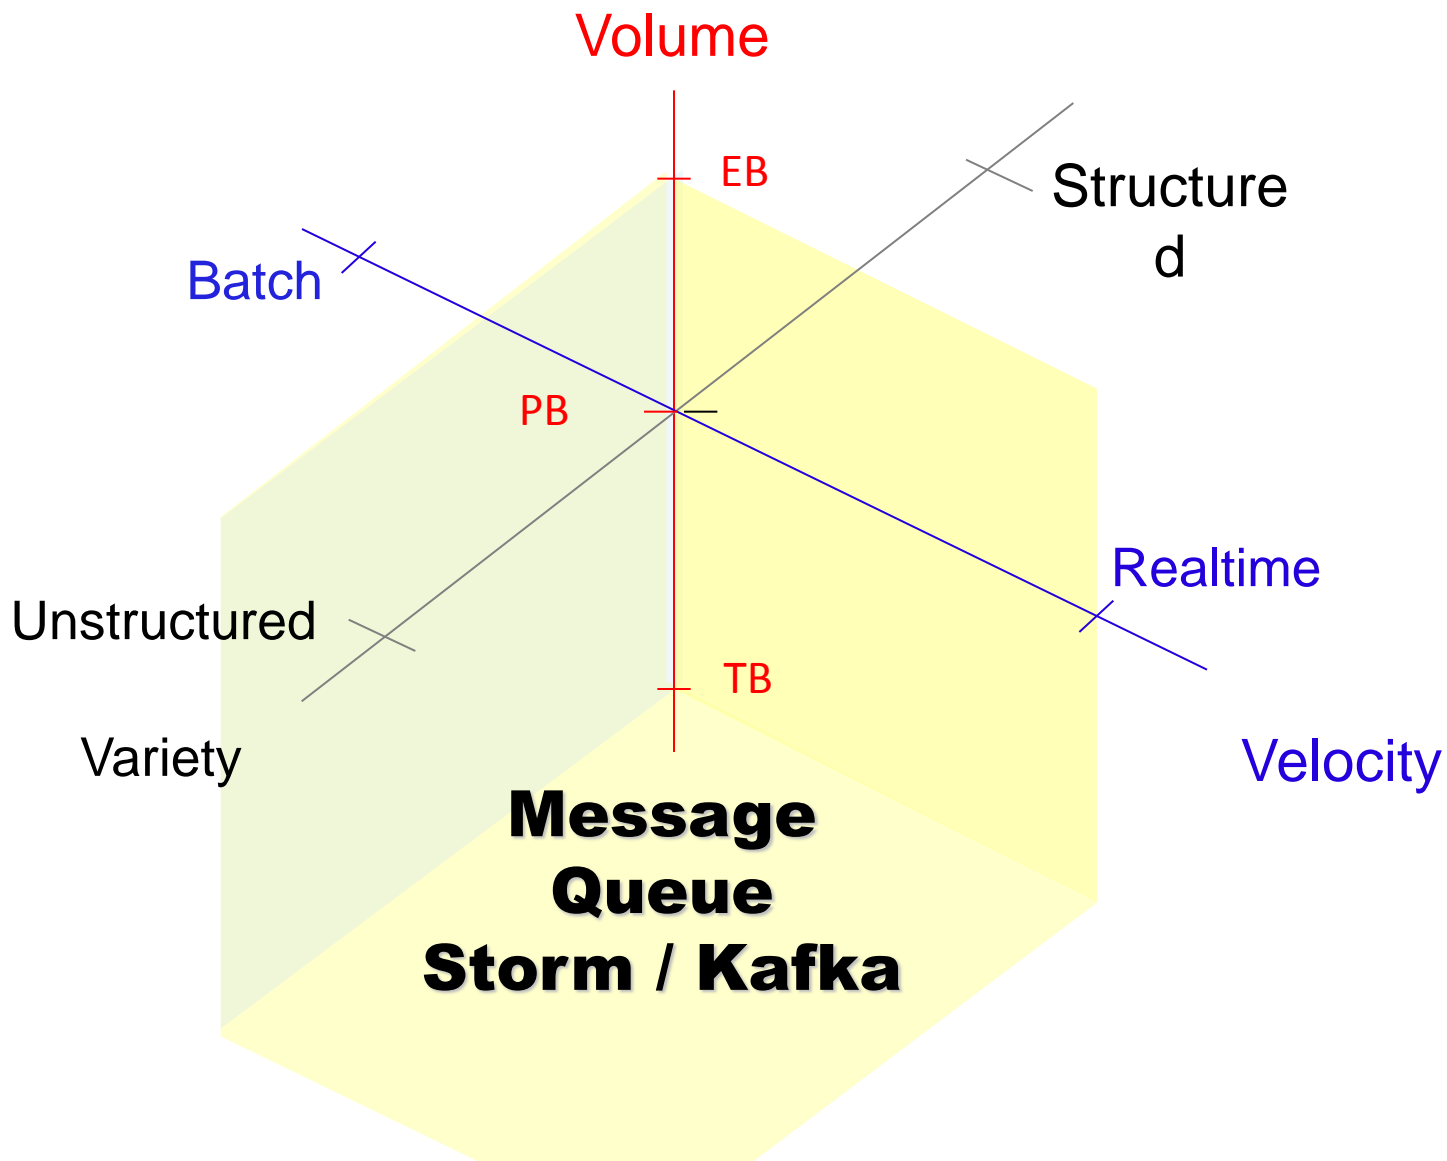 Volume
EB
Structure
d
Batch
PB
Realtime
Unstructured
TB
Variety
Velocity
Message
Queue
Storm / Kafka